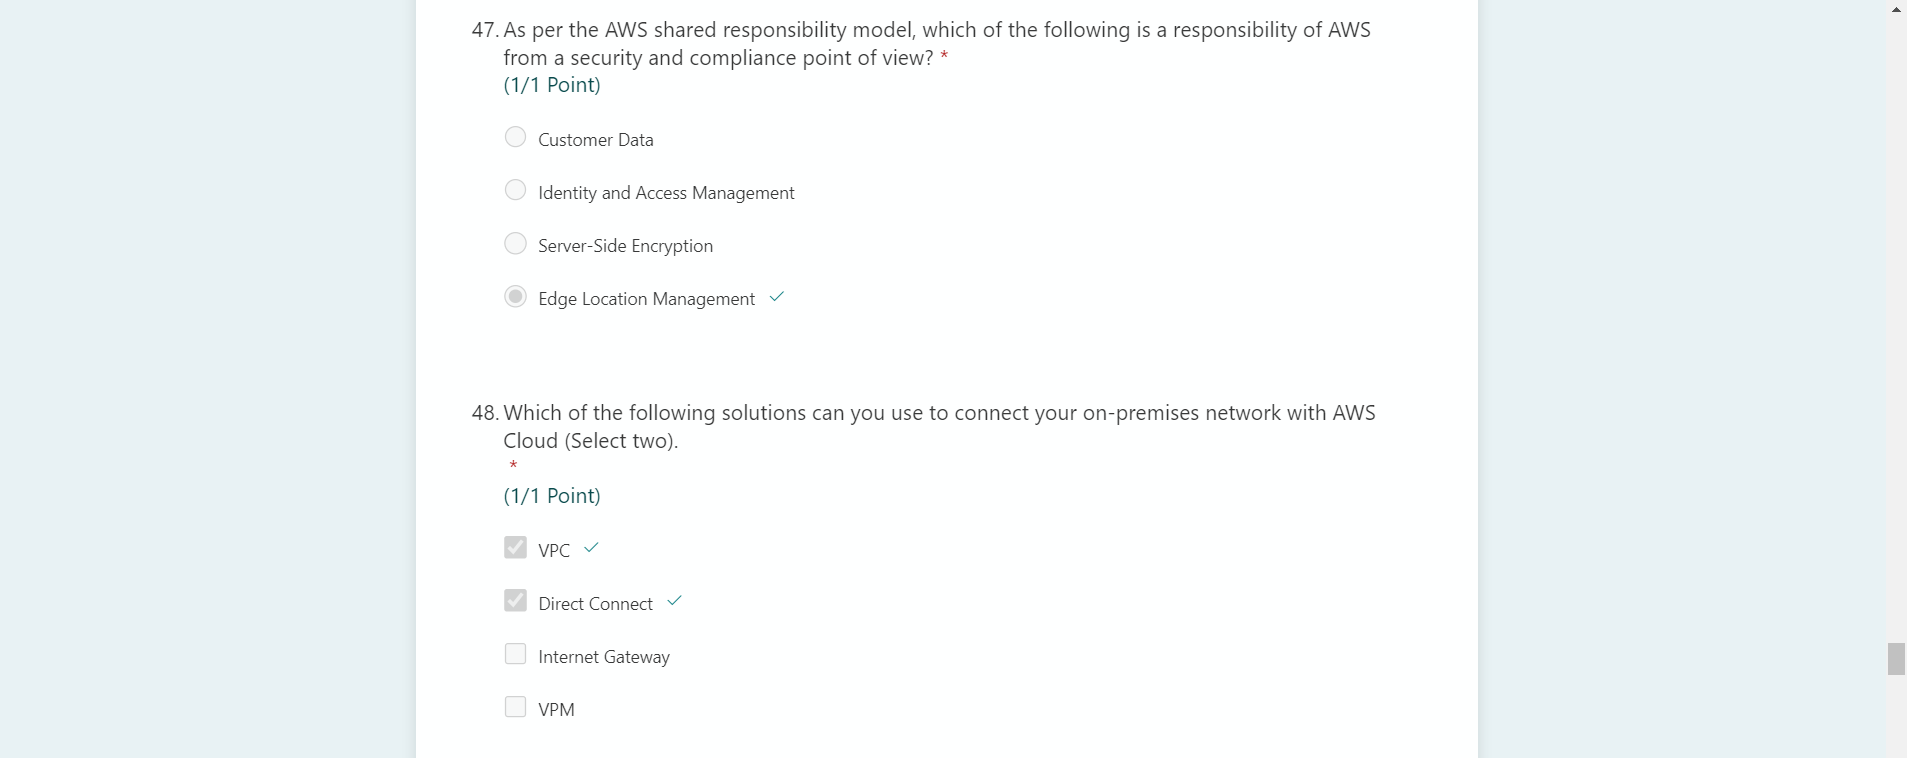 47. As per the AWS shared responsibility model, which of the following is a responsibility of AWS
from a security and compliance point of view? *
(1/1 Point)
Customer Data
Identity and Access Management
Server-Side Encryption
Edge Location Management
48. Which of the following solutions can you use to connect your on-premises network with AWS
Cloud (Select two).
*
(1/1 Point)
VPC
Direct Connect
Internet Gateway
VPM